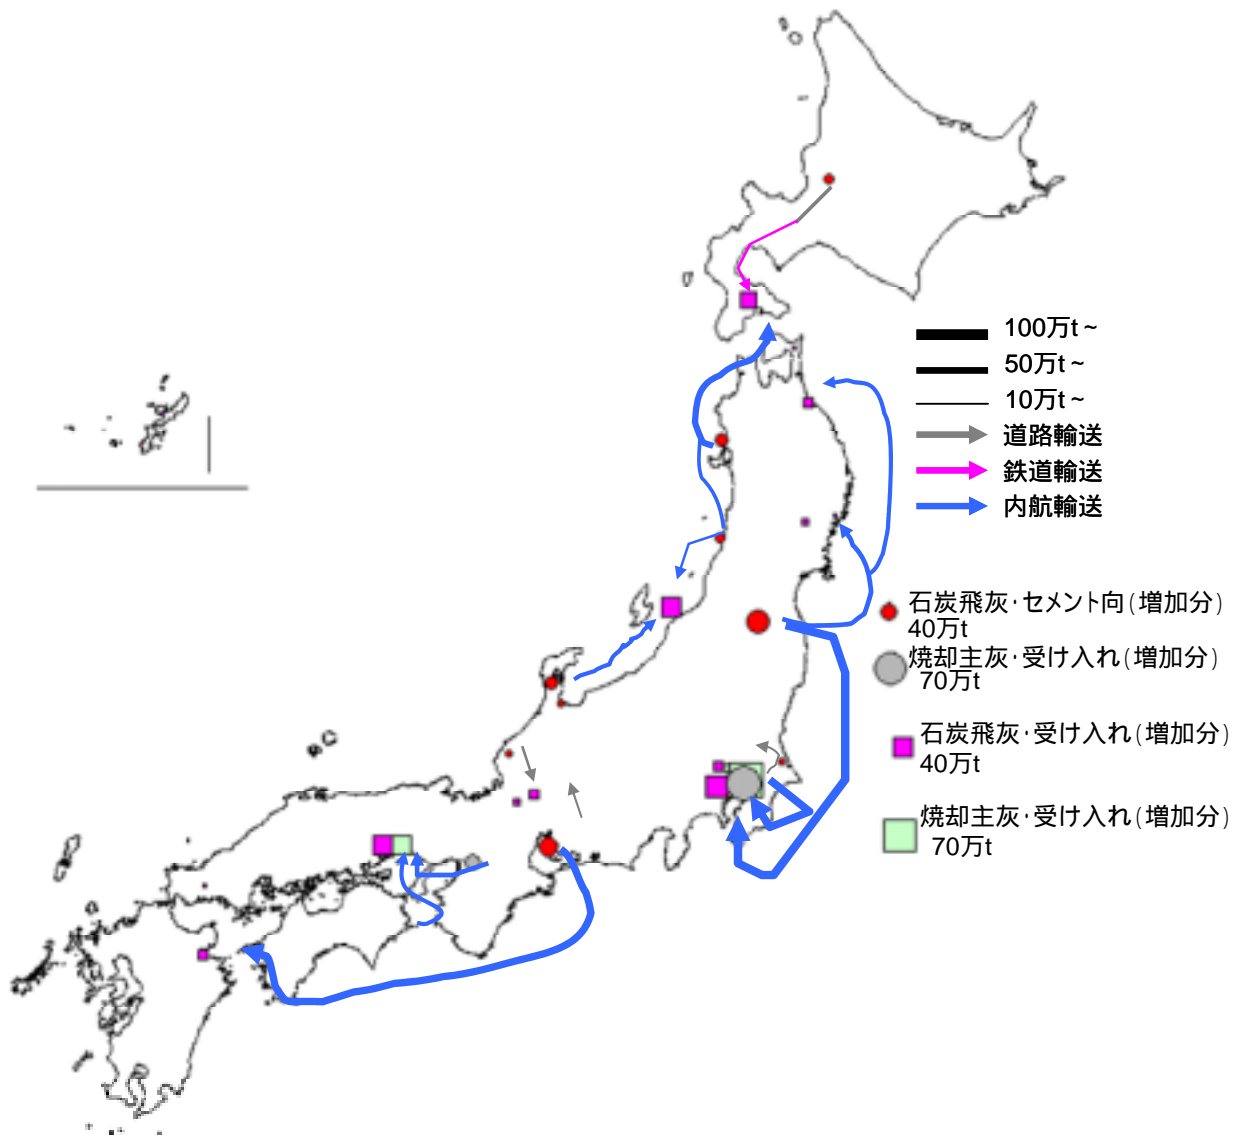 100万t~
50万t~
10万t~
道路輸送
鉄道輸送
内航輸送
石炭飛灰・セメント向(増加分)
40万t
焼却主灰・受け入れ(増加分)
70万t
石炭飛灰・受け入れ(増加分)
40万t
焼却主灰・受け入れ(増加分)
70万t